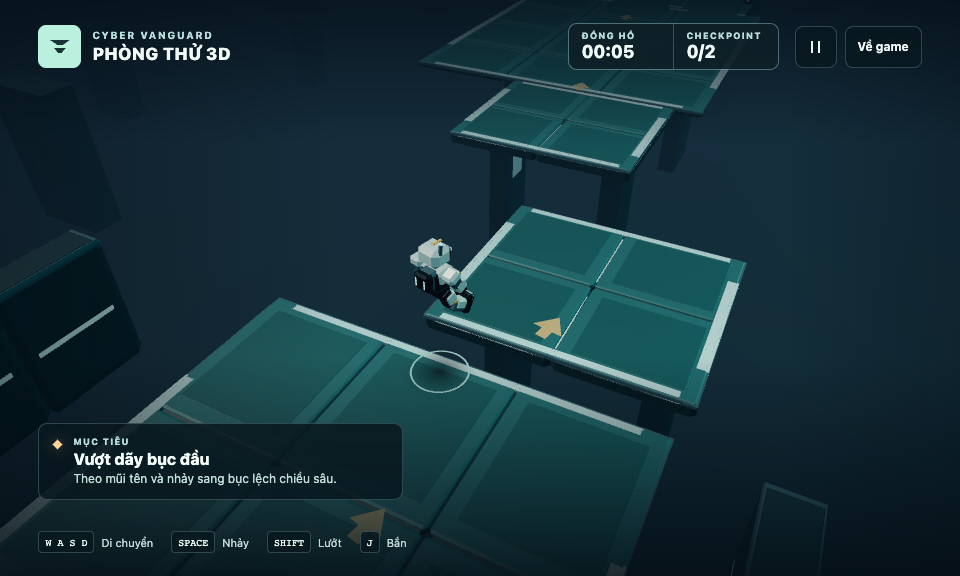 CYBER VANGUARD
PHÒNG THỬ 3D
ĐỒNG HỒ
00:05
CHECKPOINT
0/2
Về game
MỤC TIÊU
Vượt dãy bục đầu
Theo mũi tên và nhảy sang bục lệch chiều sâu.
W A S D Di chuyển SPACE Nhảy SHIFT Lướt J Bắn